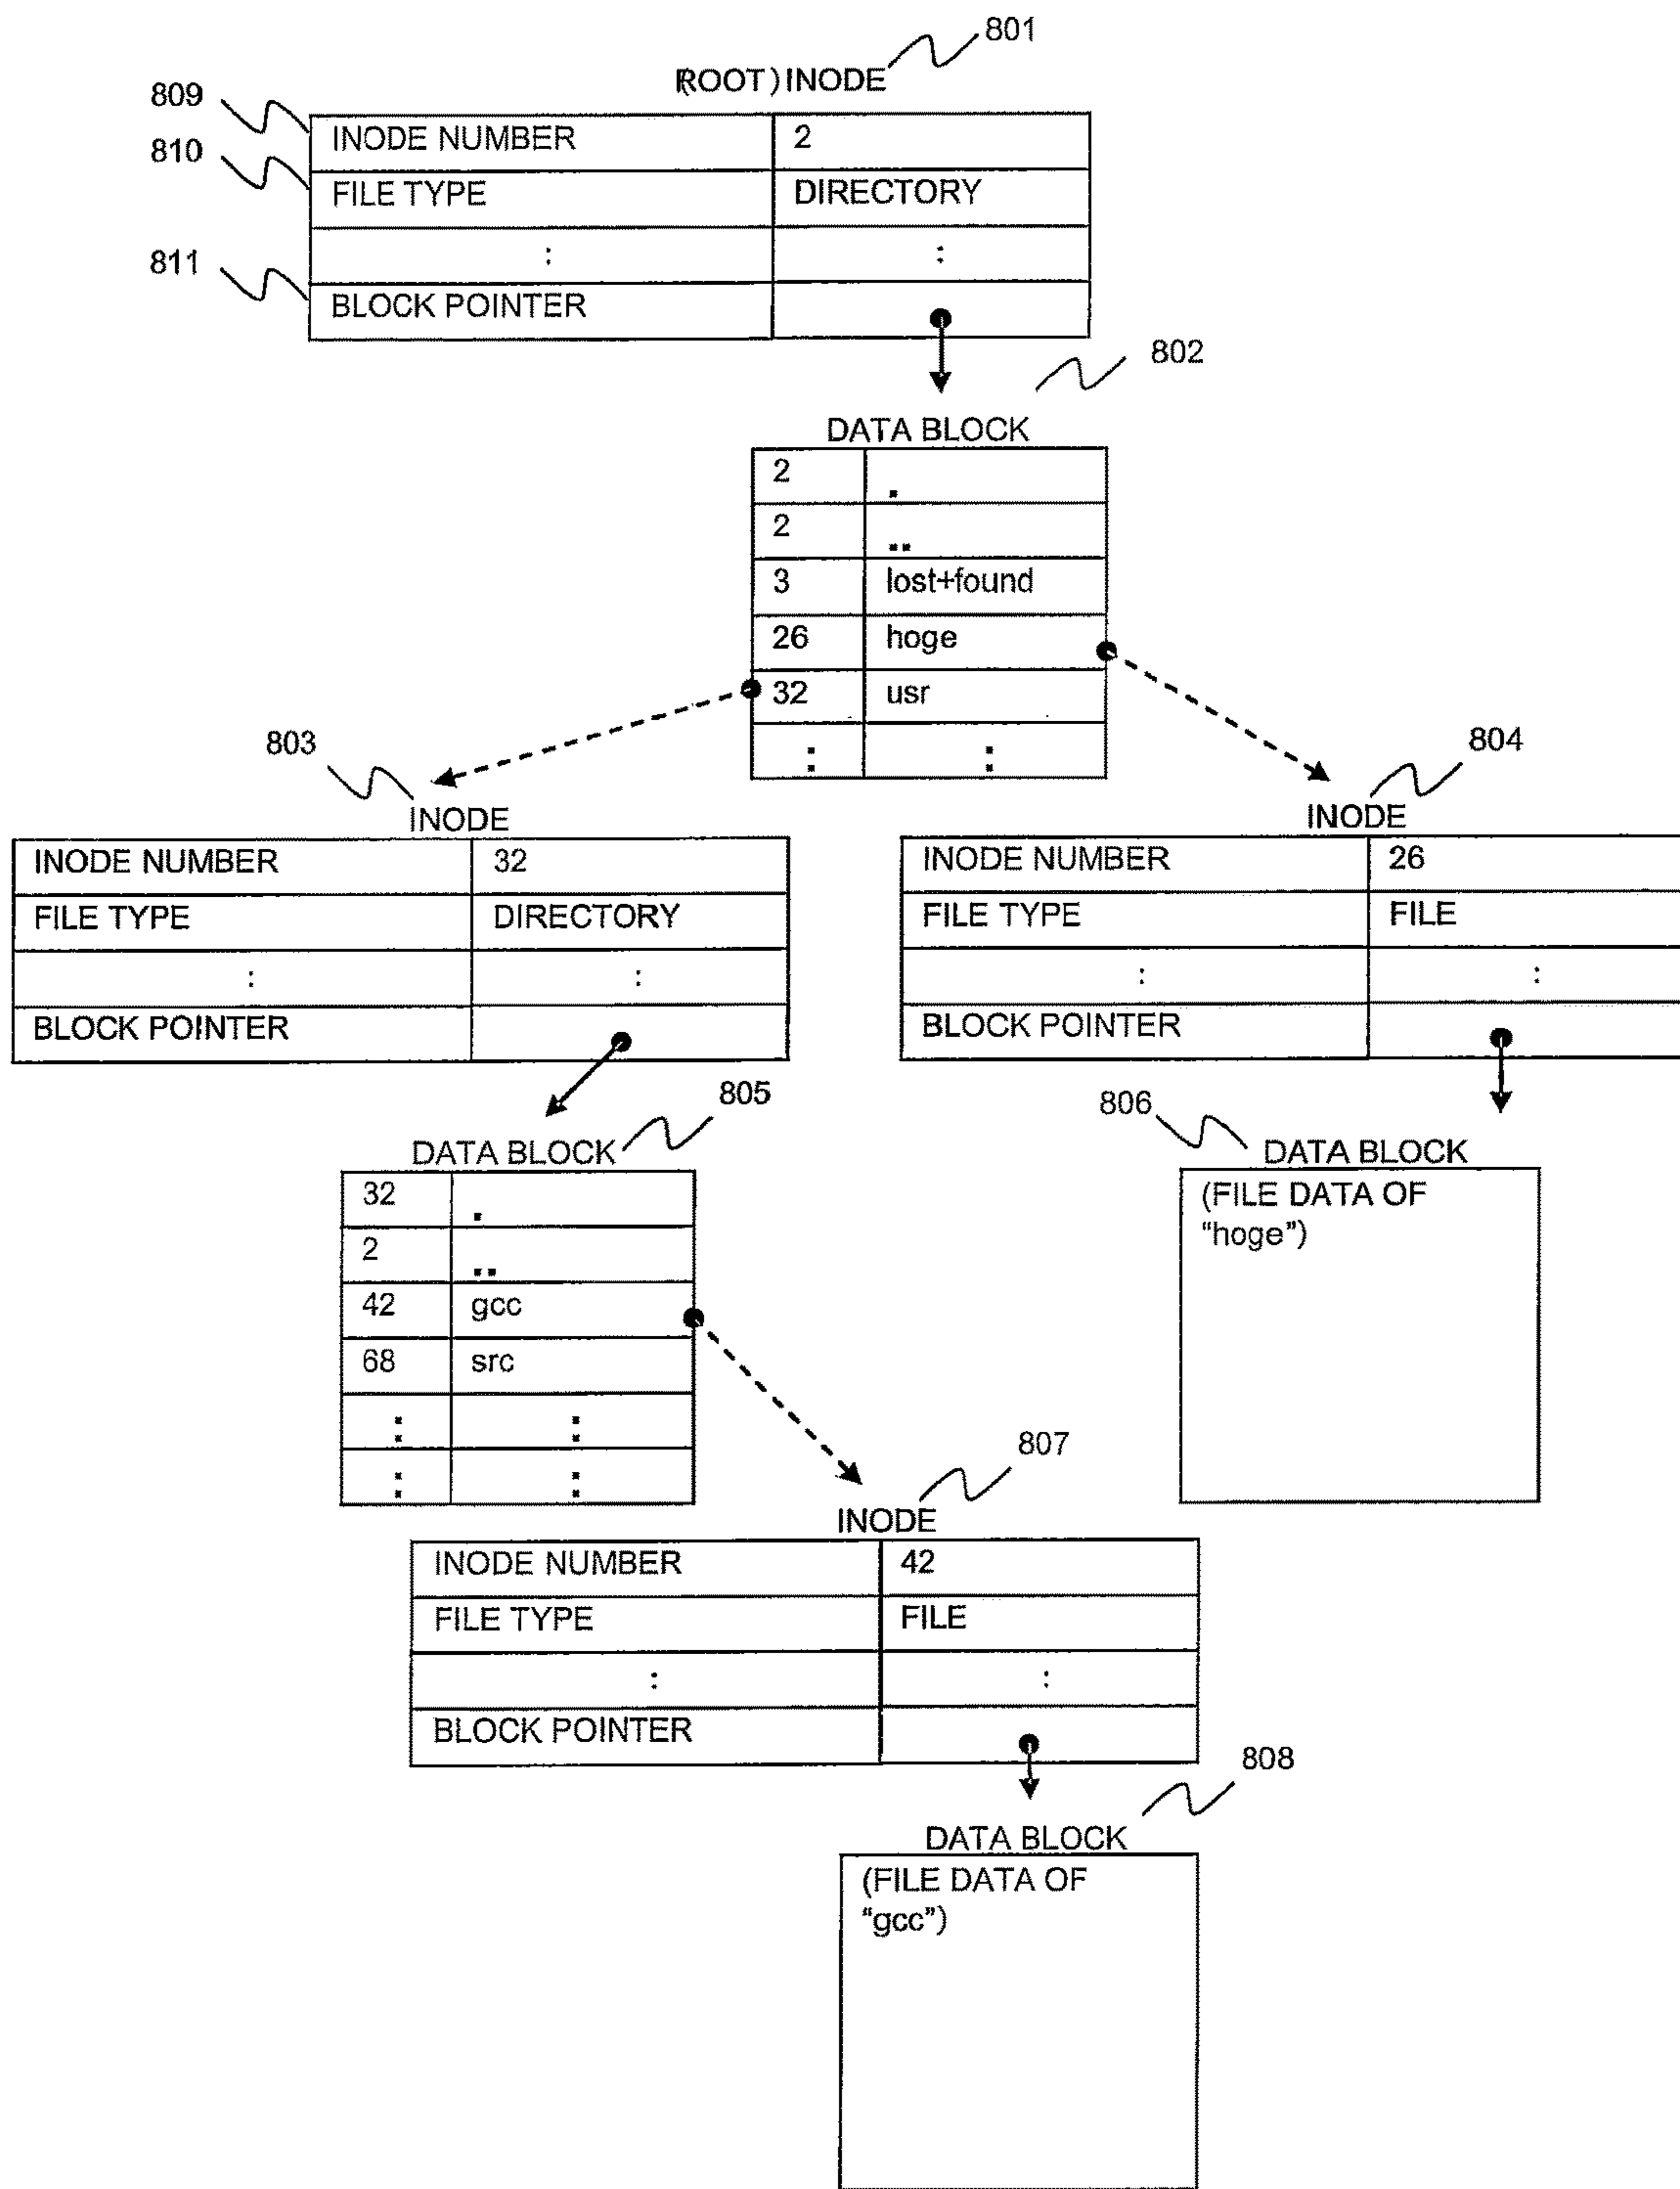 801
(ROOT) INODE
809
INODE NUMBER 2
810
FILE TYPE DIRECTORY
: :
811
BLOCK POINTER
802
DATA BLOCK
2 .
2 ..
3 lost+found
26 hoge
32 usr
: :
803
INODE
INODE NUMBER 32
FILE TYPE DIRECTORY
: :
BLOCK POINTER
804
INODE
INODE NUMBER 26
FILE TYPE FILE
: :
BLOCK POINTER
805
DATA BLOCK
32 .
2 ..
42 gcc
68 src
: :
: :
806
DATA BLOCK
(FILE DATA OF
“hoge”)
807
INODE
INODE NUMBER 42
FILE TYPE FILE
: :
BLOCK POINTER
808
DATA BLOCK
(FILE DATA OF
“gcc”)